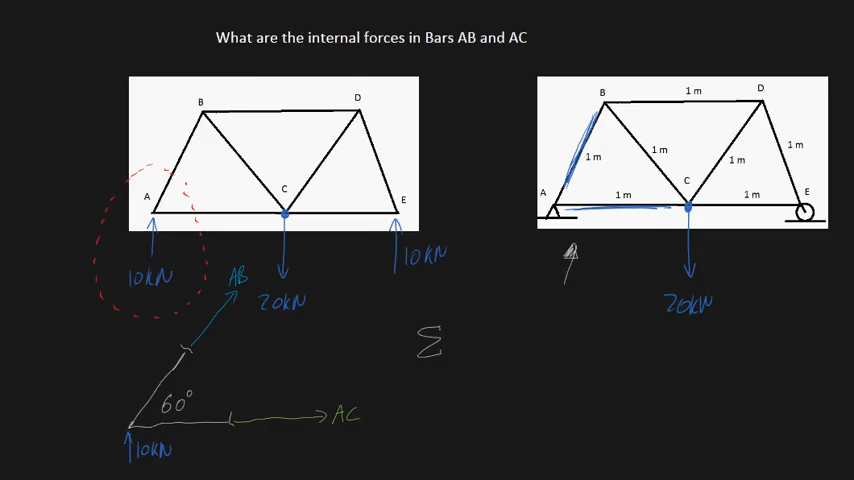 What are the internal forces in Bars AB and AC
B
D
A
C
E
10KN
20KN
10KN
AB
60°
AC
10KN
Σ
B
1 m
D
1 m
1 m
1 m
1 m
A
1 m
C
1 m
E
20KN